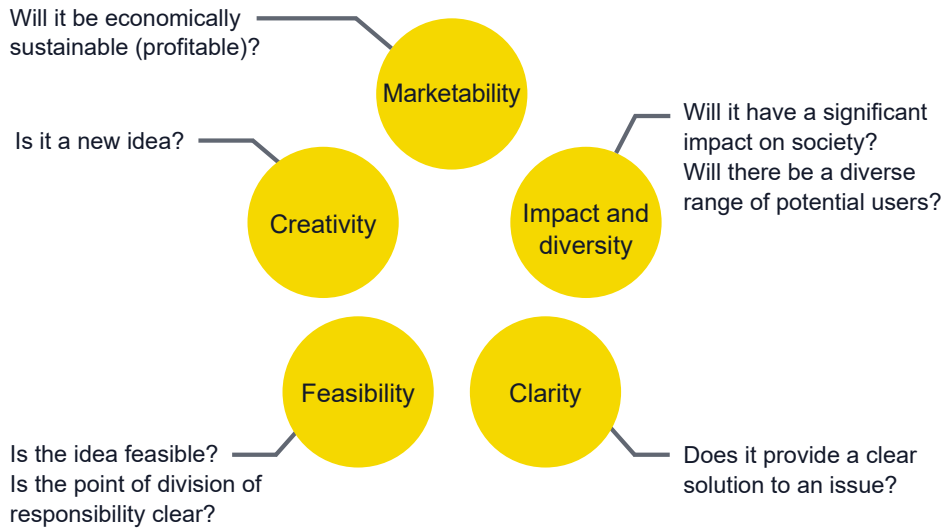 Will it be economically
sustainable (profitable)?
Marketability
Will it have a significant
impact on society?
Will there be a diverse
range of potential users?
Is it a new idea?
Creativity
Impact and
diversity
Feasibility
Clarity
Is the idea feasible?
Is the point of division of
responsibility clear?
Does it provide a clear
solution to an issue?